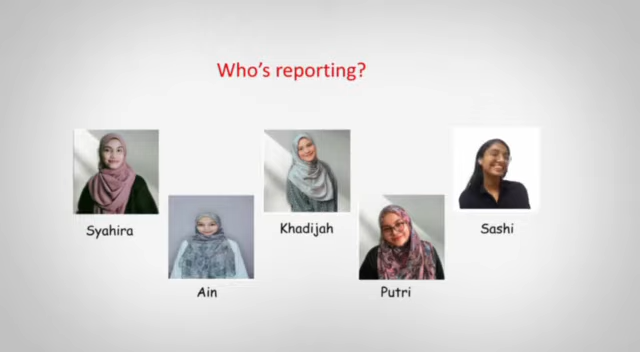 Who's reporting?
Syahira
Khadijah
Sashi
Ain
Putri